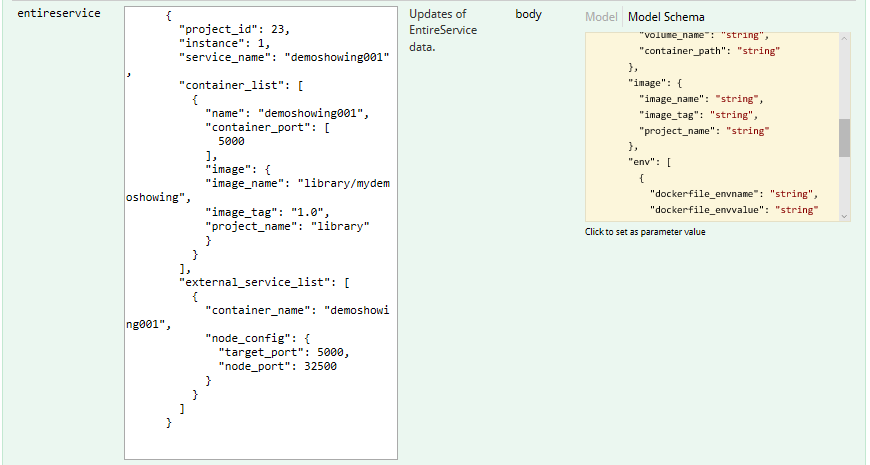 entireservice
{
"project_id": 23,
"instance": 1,
"service_name": "demoshowing001"
,
"container_list": [
{
"name": "demoshowing001",
"container_port": [
5000
],
"image": {
"image_name": "library/mydem
oshowing",
"image_tag": "1.0",
"project_name": "library"
}
}
],
"external_service_list": [
{
"container_name": "demoshowi
ng001",
"node_config": {
"target_port": 5000,
"node_port": 32500
}
}
]
}
Updates of
EntireService
data.
body
Model
Model Schema
"volume_name": "string",
"container_path": "string"
},
"image": {
"image_name": "string",
"image_tag": "string",
"project_name": "string"
},
"env": [
{
"dockerfile_envname": "string",
"dockerfile_envvalue": "string"
Click to set as parameter value